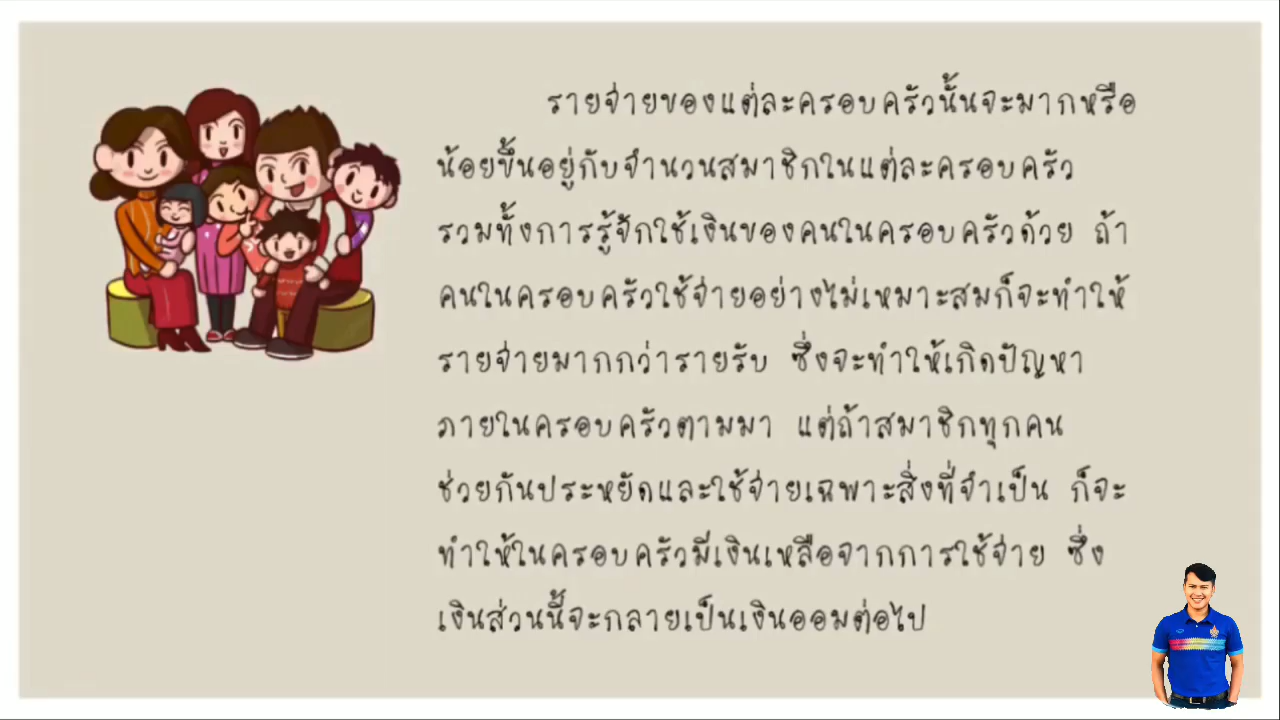 รายจ่ายของแต่ละครอบครัวนั้นจะมากหรือ
น้อยขึ้นอยู่กับจำนวนสมาชิกในแต่ละครอบครัว
รวมทั้งการรู้จักใช้เงินของคนในครอบครัวด้วย ถ้า
คนในครอบครัวใช้จ่ายอย่างไม่เหมาะสมก็จะทำให้
รายจ่ายมากกว่ารายรับ ซึ่งจะทำให้เกิดปัญหา
ภายในครอบครัวตามมา แต่ถ้าสมาชิกทุกคน
ช่วยกันประหยัดและใช้จ่ายเฉพาะสิ่งที่จำเป็น ก็จะ
ทำให้ในครอบครัวมีเงินเหลือจากการใช้จ่าย ซึ่ง
เงินส่วนนี้จะกลายเป็นเงินออมต่อไป